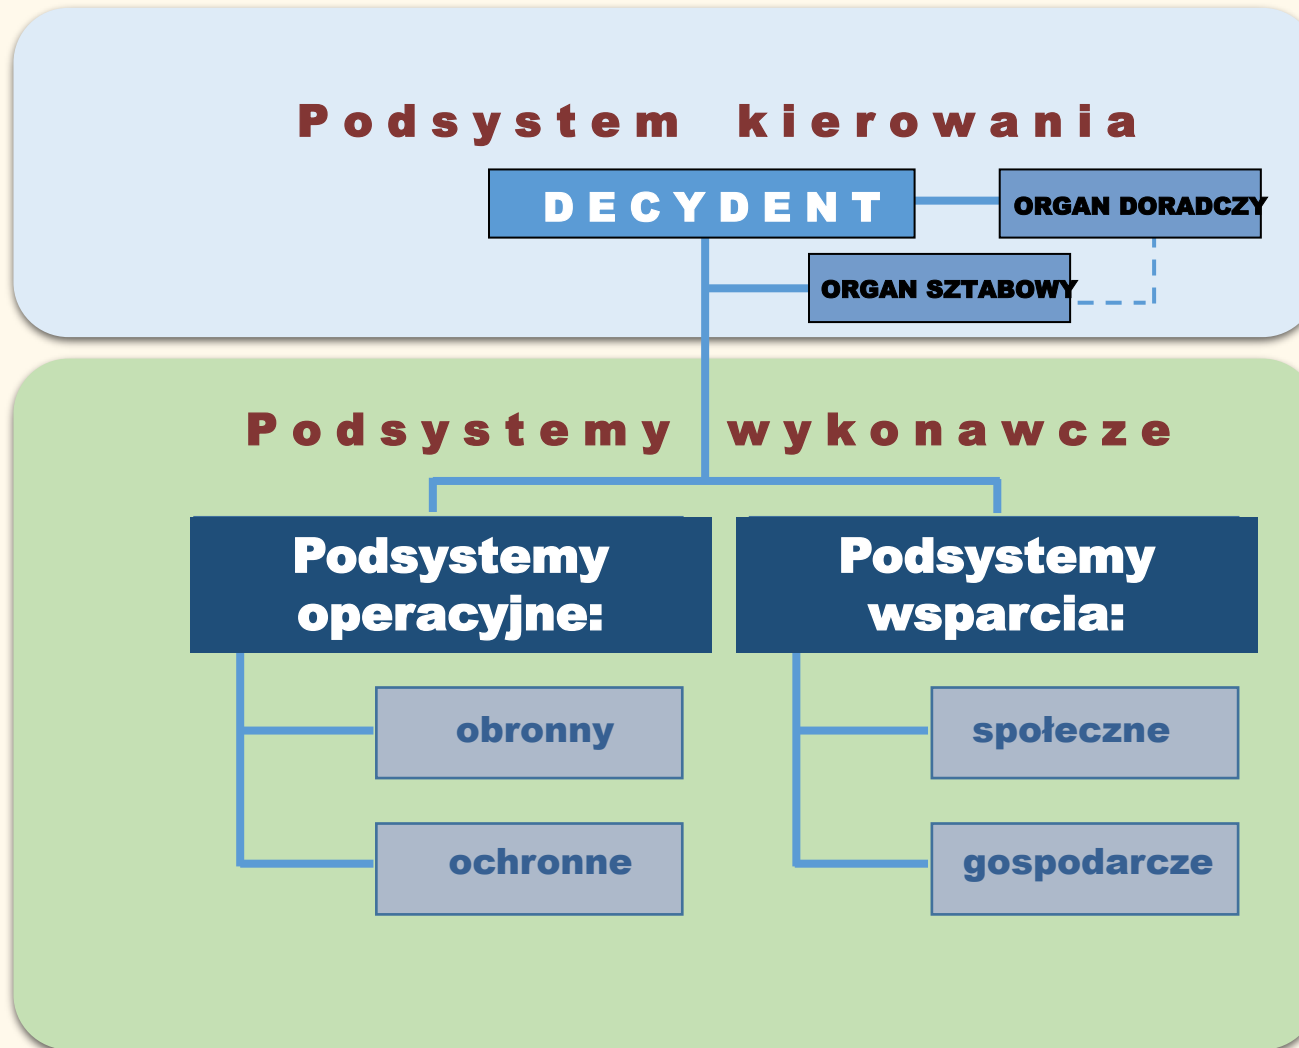 Podsystem kierowania
DECYDENT
ORGAN DORADCZY
ORGAN SZTABOWY
Podsystemy wykonawcze
Podsystemy
operacyjne:
obronny
ochronne
Podsystemy
wsparcia:
społeczne
gospodarcze